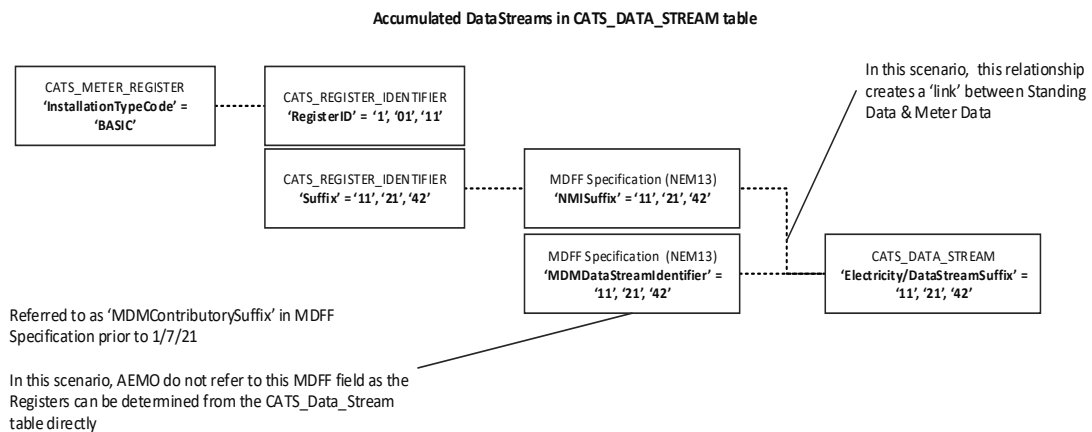 Accumulated DataStreams in CATS_DATA_STREAM table
CATS_METER_REGISTER
‘InstallationTypeCode’ =
‘BASIC’
CATS_REGISTER_IDENTIFIER
‘RegisterID’ = ‘1’, ‘01’, ‘11’
In this scenario, this relationship
creates a ‘link’ between Standing
Data & Meter Data
CATS_REGISTER_IDENTIFIER
‘Suffix’ = ‘11’, ‘21’, ‘42’
MDFF Specification (NEM13)
‘NMISuffix’ = ‘11’, ‘21’, ‘42’
MDFF Specification (NEM13)
‘MDMDataStreamIdentifier’ =
‘11’, ‘21’, ‘42’
CATS_DATA_STREAM
‘Electricity/DataStreamSuffix’ =
‘11’, ‘21’, ‘42’
Referred to as ‘MDMContributorySuffix’ in MDFF
Specification prior to 1/7/21
In this scenario, AEMO do not refer to this MDFF field as the
Registers can be determined from the CATS_Data_Stream
table directly